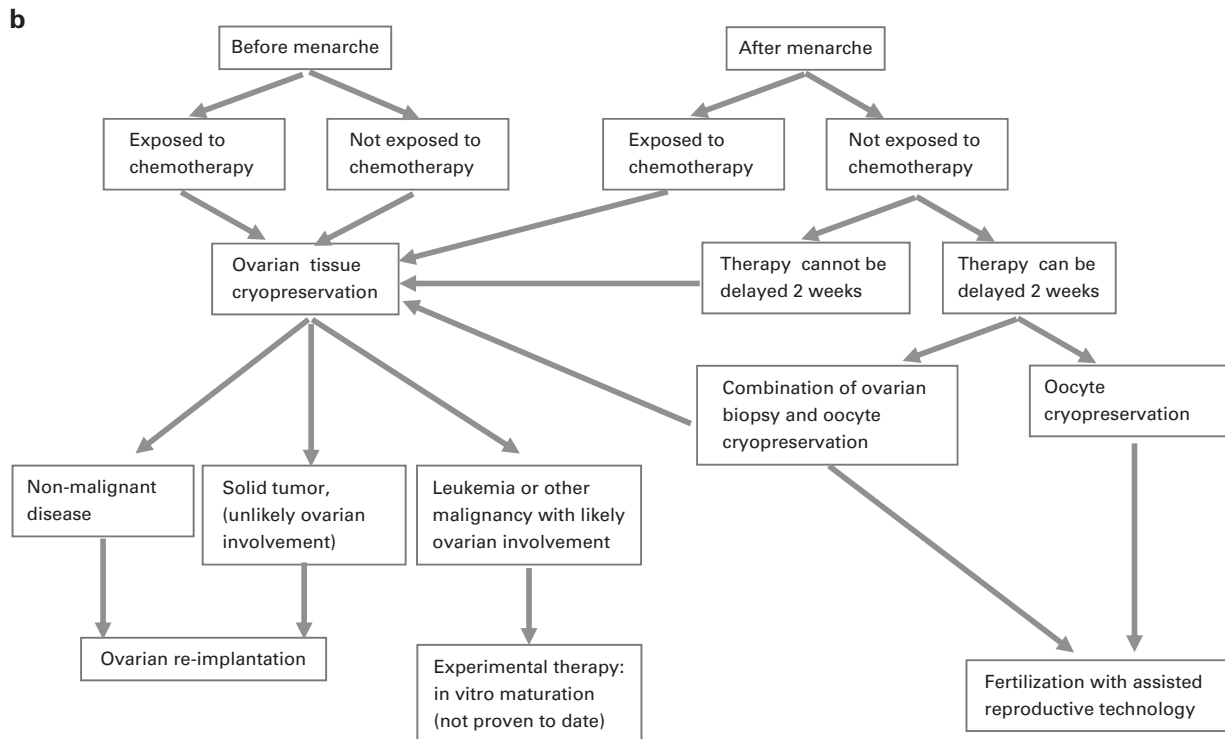 b
Before menarche
After menarche
Exposed to
chemotherapy
Not exposed to
chemotherapy
Exposed to
chemotherapy
Not exposed to
chemotherapy
Ovarian tissue
cryopreservation
Therapy cannot be
delayed 2 weeks
Therapy can be
delayed 2 weeks
Combination of ovarian
biopsy and oocyte
cryopreservation
Oocyte
cryopreservation
Non-malignant
disease
Solid tumor,
(unlikely ovarian
involvement)
Leukemia or other
malignancy with likely
ovarian involvement
Ovarian re-implantation
Experimental therapy:
in vitro maturation
(not proven to date)
Fertilization with assisted
reproductive technology